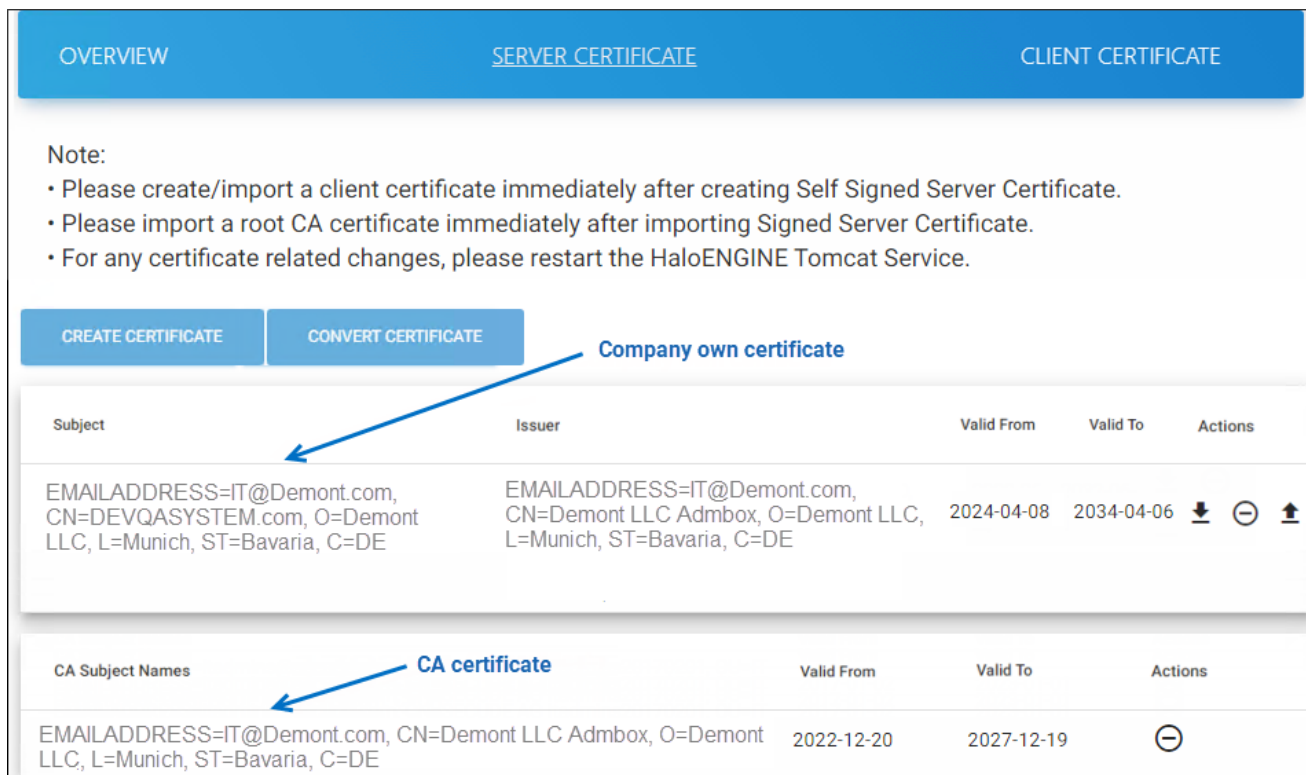 OVERVIEW SERVER CERTIFICATE CLIENT CERTIFICATE
Note:
• Please create/import a client certificate immediately after creating Self Signed Server Certificate.
• Please import a root CA certificate immediately after importing Signed Server Certificate.
• For any certificate related changes, please restart the HaloENGINE Tomcat Service.
CREATE CERTIFICATE CONVERT CERTIFICATE
Company own certificate
Subject Issuer Valid From Valid To Actions
EMAILADDRESS=IT@Demont.com,
CN=DEVQASYSTEM.com, O=Demont
LLC, L=Munich, ST=Bavaria, C=DE
EMAILADDRESS=IT@Demont.com,
CN=Demont LLC Admbox, O=Demont LLC,
L=Munich, ST=Bavaria, C=DE
2024-04-08 2034-04-06
CA certificate
CA Subject Names Valid From Valid To Actions
EMAILADDRESS=IT@Demont.com, CN=Demont LLC Admbox, O=Demont
LLC, L=Munich, ST=Bavaria, C=DE
2022-12-20 2027-12-19